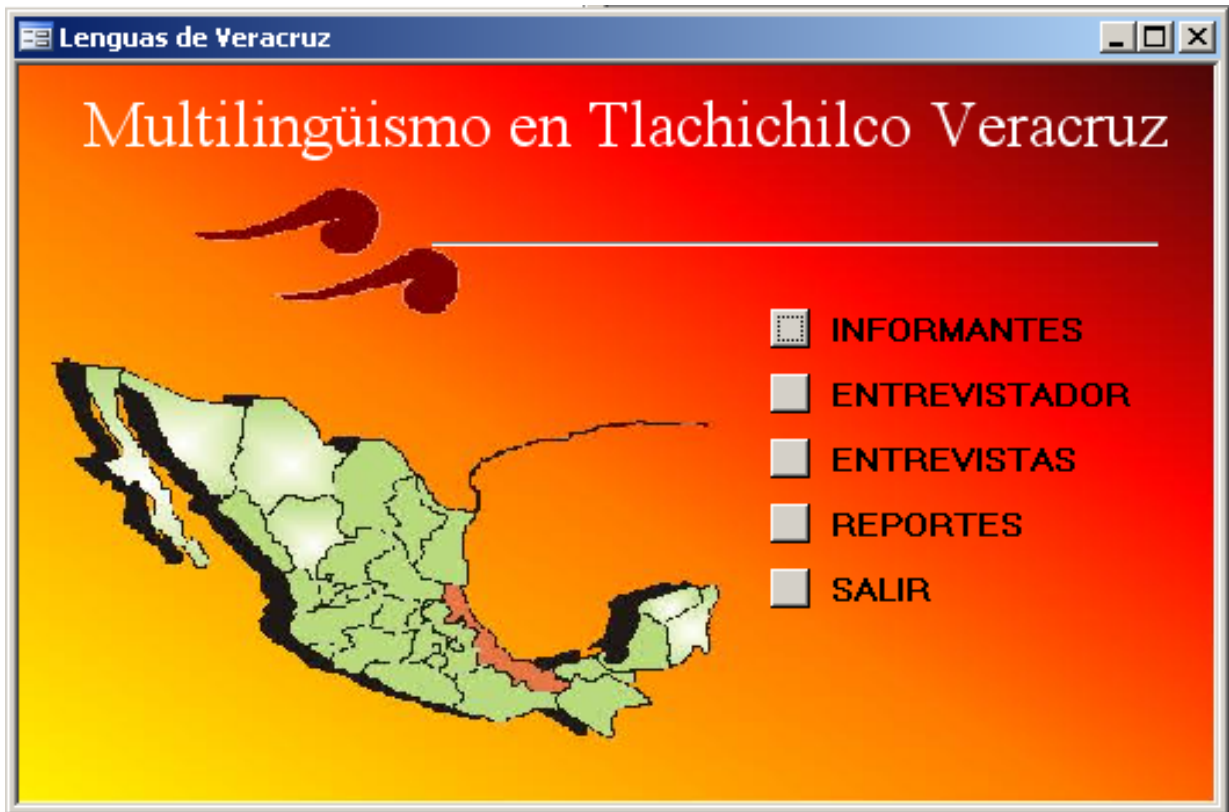 Lenguas de Veracruz
Multilingüismo en Tlachichilco Veracruz
INFORMANTES
ENTREVISTADOR
ENTREVISTAS
REPORTES
SALIR